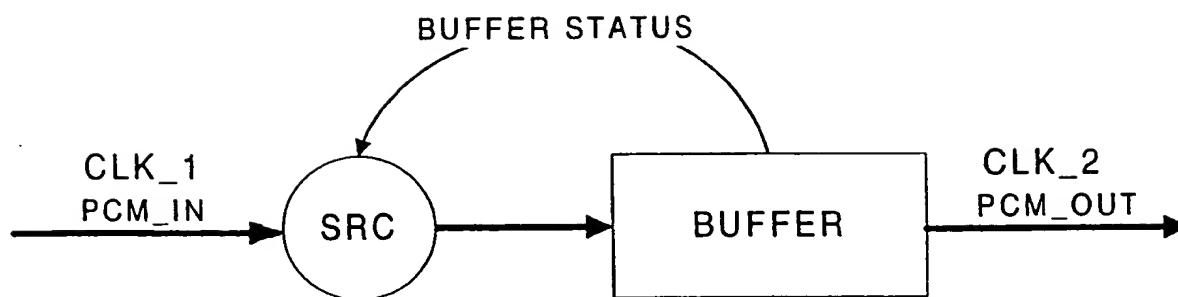 BUFFER STATUS
CLK_1
PCM_IN
SRC
BUFFER
CLK_2
PCM_OUT